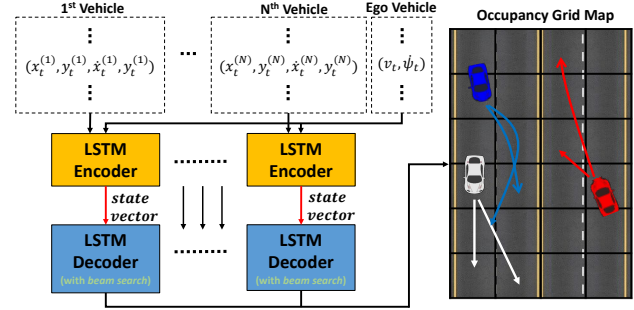 1st Vehicle
Nth Vehicle
Ego Vehicle
Occupancy Grid Map
(x_t^(1), y_t^(1), ẋ_t^(1), y_t^(1))
...
(x_t^(N), y_t^(N), ẋ_t^(N), y_t^(N))
(v_t, ψ̇_t)
LSTM
Encoder
LSTM
Encoder
state
vector
state
vector
LSTM
Decoder
(with beam search)
LSTM
Decoder
(with beam search)